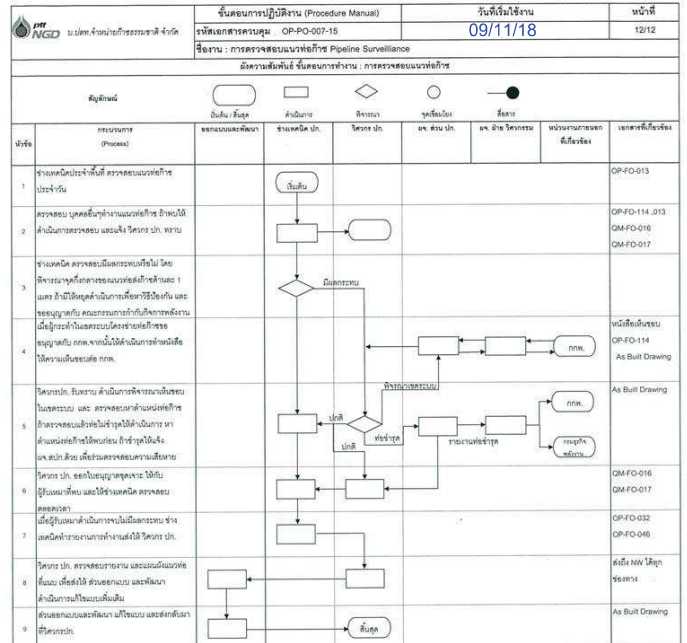 ptt
NGD บ.ปตท.จำหน่ายก๊าซธรรมชาติ จำกัด
ขั้นตอนการปฏิบัติงาน (Procedure Manual)
วันที่เริ่มใช้งาน
หน้าที่
รหัสเอกสารควบคุม OP-PO-007-15
09/11/18
12/12
ชื่องาน : การตรวจสอบแนวท่อก๊าซ Pipeline Surveilliance
ผังความสัมพันธ์ ขั้นตอนการทำงาน : การตรวจสอบแนวท่อก๊าซ
สัญลักษณ์
เริ่มต้น / สิ้นสุด
ดำเนินการ
พิจารณา
จุดเชื่อมโยง
สื่อสาร
หัวข้อ
กระบวนการ
(Process)
ออกแบบและพัฒนา
ช่างเทคนิค ปก.
วิศวกร ปก.
ผจ. ส่วน ปก.
ผจ. ฝ่าย วิศวกรรม
หน่วยงานภายนอก
ที่เกี่ยวข้อง
เอกสารที่เกี่ยวข้อง
1
ช่างเทคนิคประจำพื้นที่ ตรวจสอบแนวท่อก๊าซ
ประจำวัน
เริ่มต้น
OP-FO-013
2
ตรวจสอบ บุคคลอื่นๆทำงานแนวท่อก๊าซ ถ้าพบให้
ดำเนินการตรวจสอบ และแจ้ง วิศวกร ปก. ทราบ
OP-FO-114 ,013
QM-FO-016
QM-FO-017
3
ช่างเทคนิค ตรวจสอบมีผลกระทบหรือไม่ โดย
พิจารณาจุดกึ่งกลางของแนวท่อส่งก๊าซด้านละ 1
เมตร ถ้ามีให้หยุดดำเนินการเพื่อหาวิธีป้องกัน และ
ขออนุญาตกับ คณะกรรมการกำกับกิจการพลังงาน
มีผลกระทบ
4
เมื่อผู้กระทำในเขตระบบโครงข่ายท่อก๊าซขอ
อนุญาตกับ กกพ.จากนั้นให้ดำเนินการทำหนังสือ
ให้ความเห็นชอบต่อ กกพ.
กกพ.
หนังสือเห็นชอบ
OP-FO-114
As Built Drawing
พิจารณาเขตระบบ
5
วิศวกรปก. รับทราบ ดำเนินการพิจารณาเห็นชอบ
ในเขตระบบ และ ตรวจสอบหาตำแหน่งท่อก๊าซ
ถ้าตรวจสอบแล้วท่อไม่ชำรุดให้ดำเนินการ หา
ตำแหน่งท่อก๊าซให้พบก่อน ถ้าชำรุดให้แจ้ง
ผจ.สปก.ด้วย เพื่อร่วมตรวจสอบความเสียหาย
ปกติ
ปกติ
ท่อชำรุด
รายงานท่อชำรุด
กกพ.
กรมธุรกิจ
พลังงาน
As Built Drawing
6
วิศวกร ปก. ออกใบอนุญาตขุดเจาะ ให้กับ
ผู้รับเหมาที่พบ และให้ช่างเทคนิค ตรวจสอบ
ตลอดเวลา
QM-FO-016
QM-FO-017
7
เมื่อผู้รับเหมาดำเนินการจบไม่มีผลกระทบ ช่าง
เทคนิคทำรายงานการทำงานส่งให้ วิศวกร ปก.
OP-FO-032
OP-FO-046
8
วิศวกร ปก. ตรวจสอบรายงาน และแผนผังแนวท่อ
ที่แนบ เพื่อส่งให้ ส่วนออกแบบ และพัฒนา
ดำเนินการแก้ไขแบบเพิ่มเติม
ส่งถึง NW ได้ทุก
ช่องทาง
9
ส่วนออกแบบและพัฒนา แก้ไขแบบ และส่งกลับมา
ที่วิศวกรปก.
สิ้นสุด
As Built Drawing